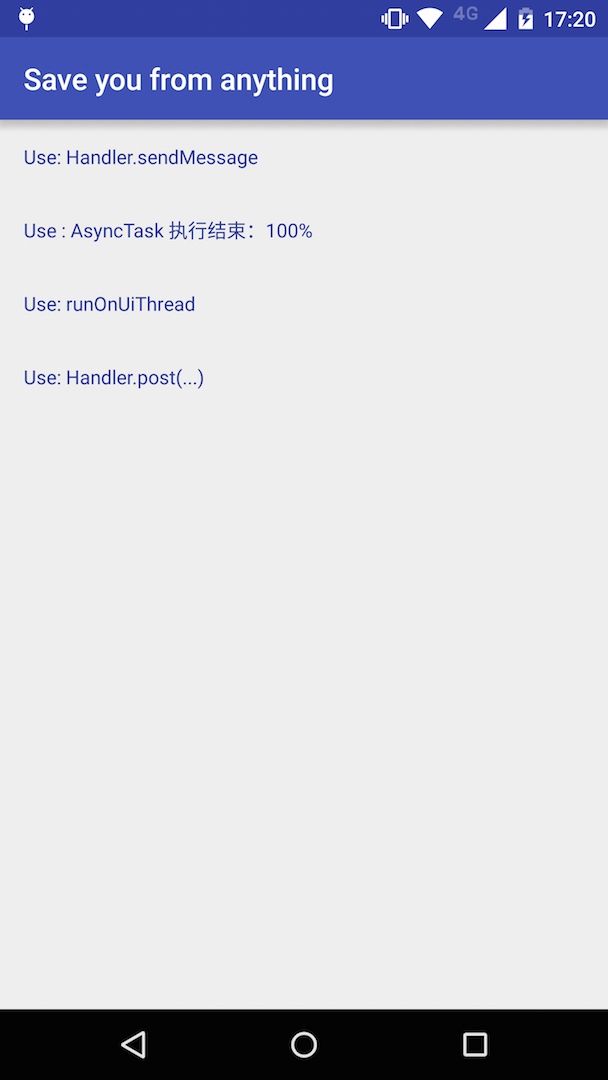 4G 17:20
Save you from anything
Use: Handler.sendMessage
Use : AsyncTask 执行结束：100%
Use: runOnUiThread
Use: Handler.post(...)